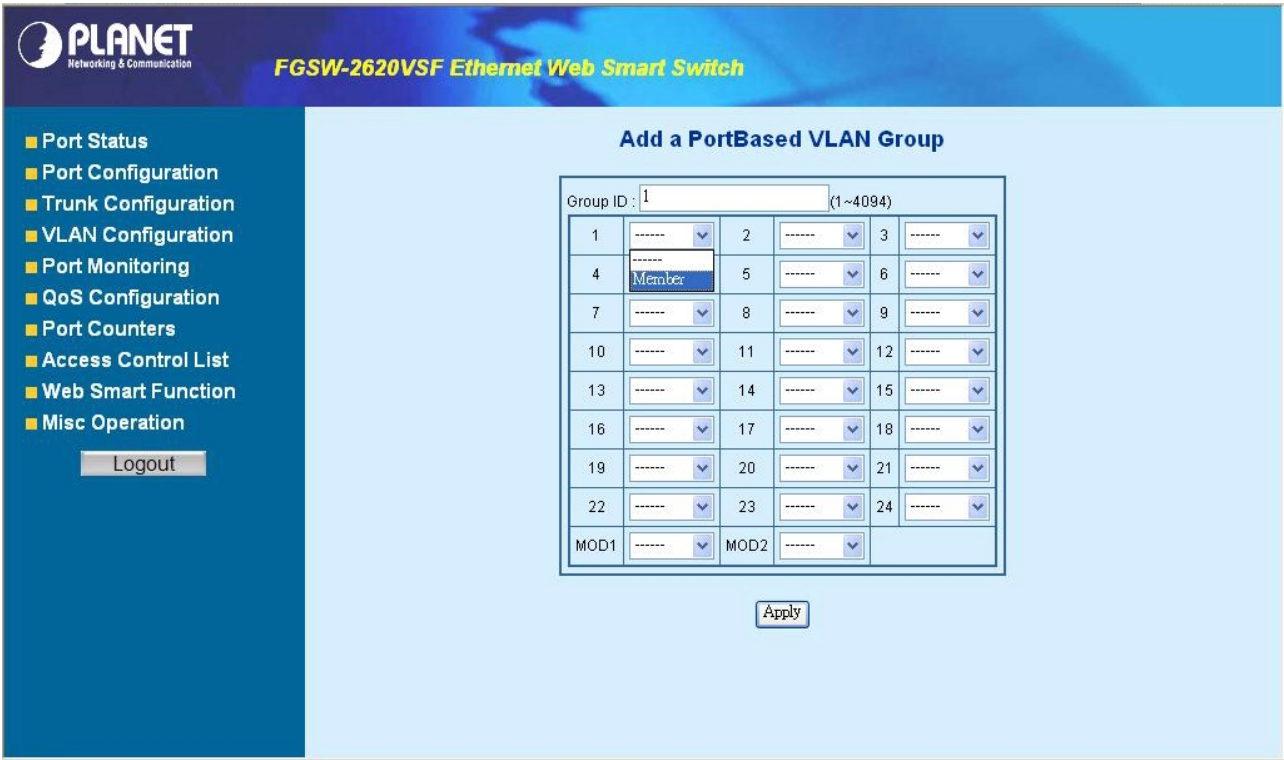 PLANET
Networking & Communication
FGSW-2620VSF Ethernet Web Smart Switch
Port Status
Port Configuration
Trunk Configuration
VLAN Configuration
Port Monitoring
QoS Configuration
Port Counters
Access Control List
Web Smart Function
Misc Operation
Logout
Add a PortBased VLAN Group
Group ID : 1 (1~4094)
1 ------ 2 ------ 3 ------
------
Member
4 5 ------ 6 ------
7 ------ 8 ------ 9 ------
10 ------ 11 ------ 12 ------
13 ------ 14 ------ 15 ------
16 ------ 17 ------ 18 ------
19 ------ 20 ------ 21 ------
22 ------ 23 ------ 24 ------
MOD1 ------ MOD2 ------
Apply